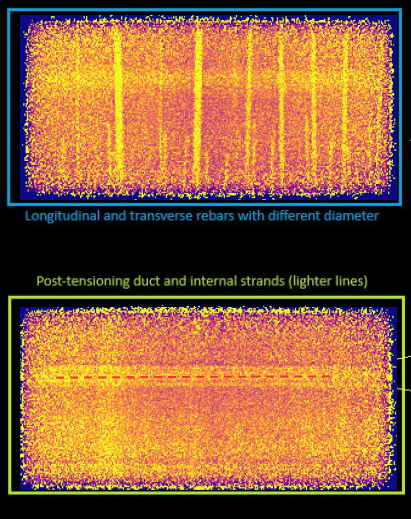 Longitudinal and transverse rebars with different diameter
Post-tensioning duct and internal strands (lighter lines)